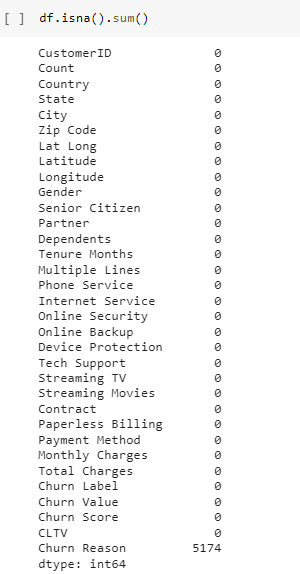 [ ] df.isna().sum()
CustomerID 0
Count 0
Country 0
State 0
City 0
Zip Code 0
Lat Long 0
Latitude 0
Longitude 0
Gender 0
Senior Citizen 0
Partner 0
Dependents 0
Tenure Months 0
Multiple Lines 0
Phone Service 0
Internet Service 0
Online Security 0
Online Backup 0
Device Protection 0
Tech Support 0
Streaming TV 0
Streaming Movies 0
Contract 0
Paperless Billing 0
Payment Method 0
Monthly Charges 0
Total Charges 0
Churn Label 0
Churn Value 0
Churn Score 0
CLTV 0
Churn Reason 5174
dtype: int64